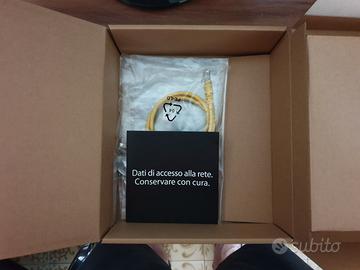 Dati di accesso alla rete.
Conservare con cura.
subito